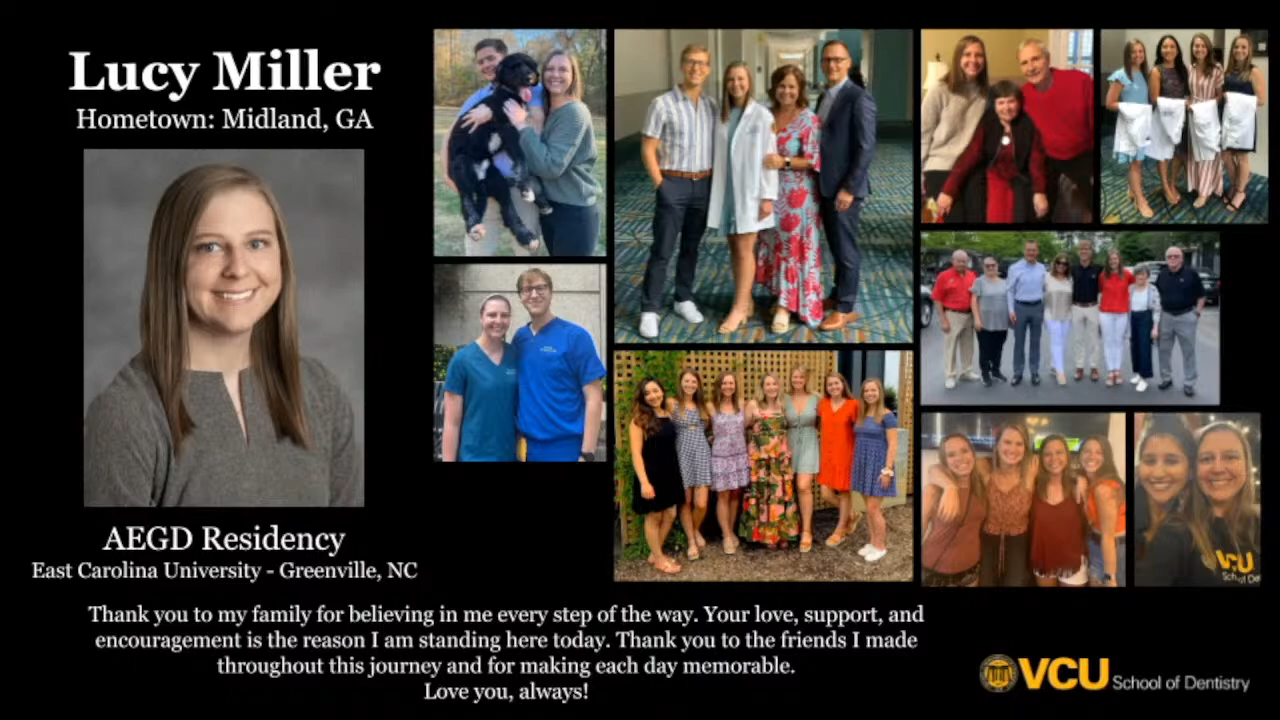 Lucy Miller
Hometown: Midland, GA
AEGD Residency
East Carolina University - Greenville, NC
Thank you to my family for believing in me every step of the way. Your love, support, and
encouragement is the reason I am standing here today. Thank you to the friends I made
throughout this journey and for making each day memorable.
Love you, always!
VCU
VCU School of Dentistry